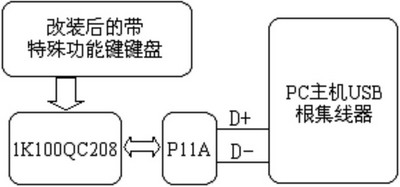 改装后的带
特殊功能键键盘
1K100QC208
P11A
D+
D-
PC主机USB
根集线器